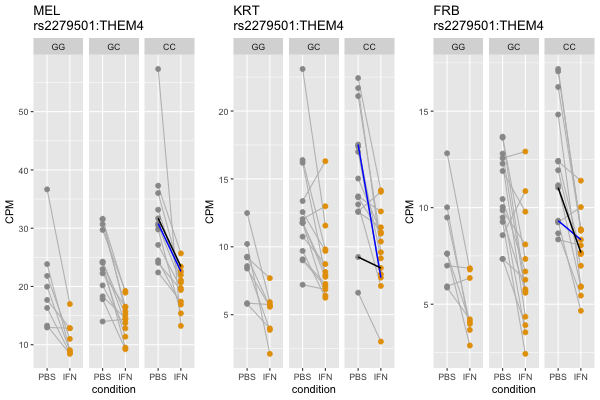 MEL
rs2279501:THEM4
GG GC CC
50
40
30
20
10
CPM
PBS IFN PBS IFN PBS IFN
condition
KRT
rs2279501:THEM4
GG GC CC
20
15
10
5
CPM
PBS IFN PBS IFN PBS IFN
condition
FRB
rs2279501:THEM4
GG GC CC
15
10
5
CPM
PBS IFN PBS IFN PBS IFN
condition